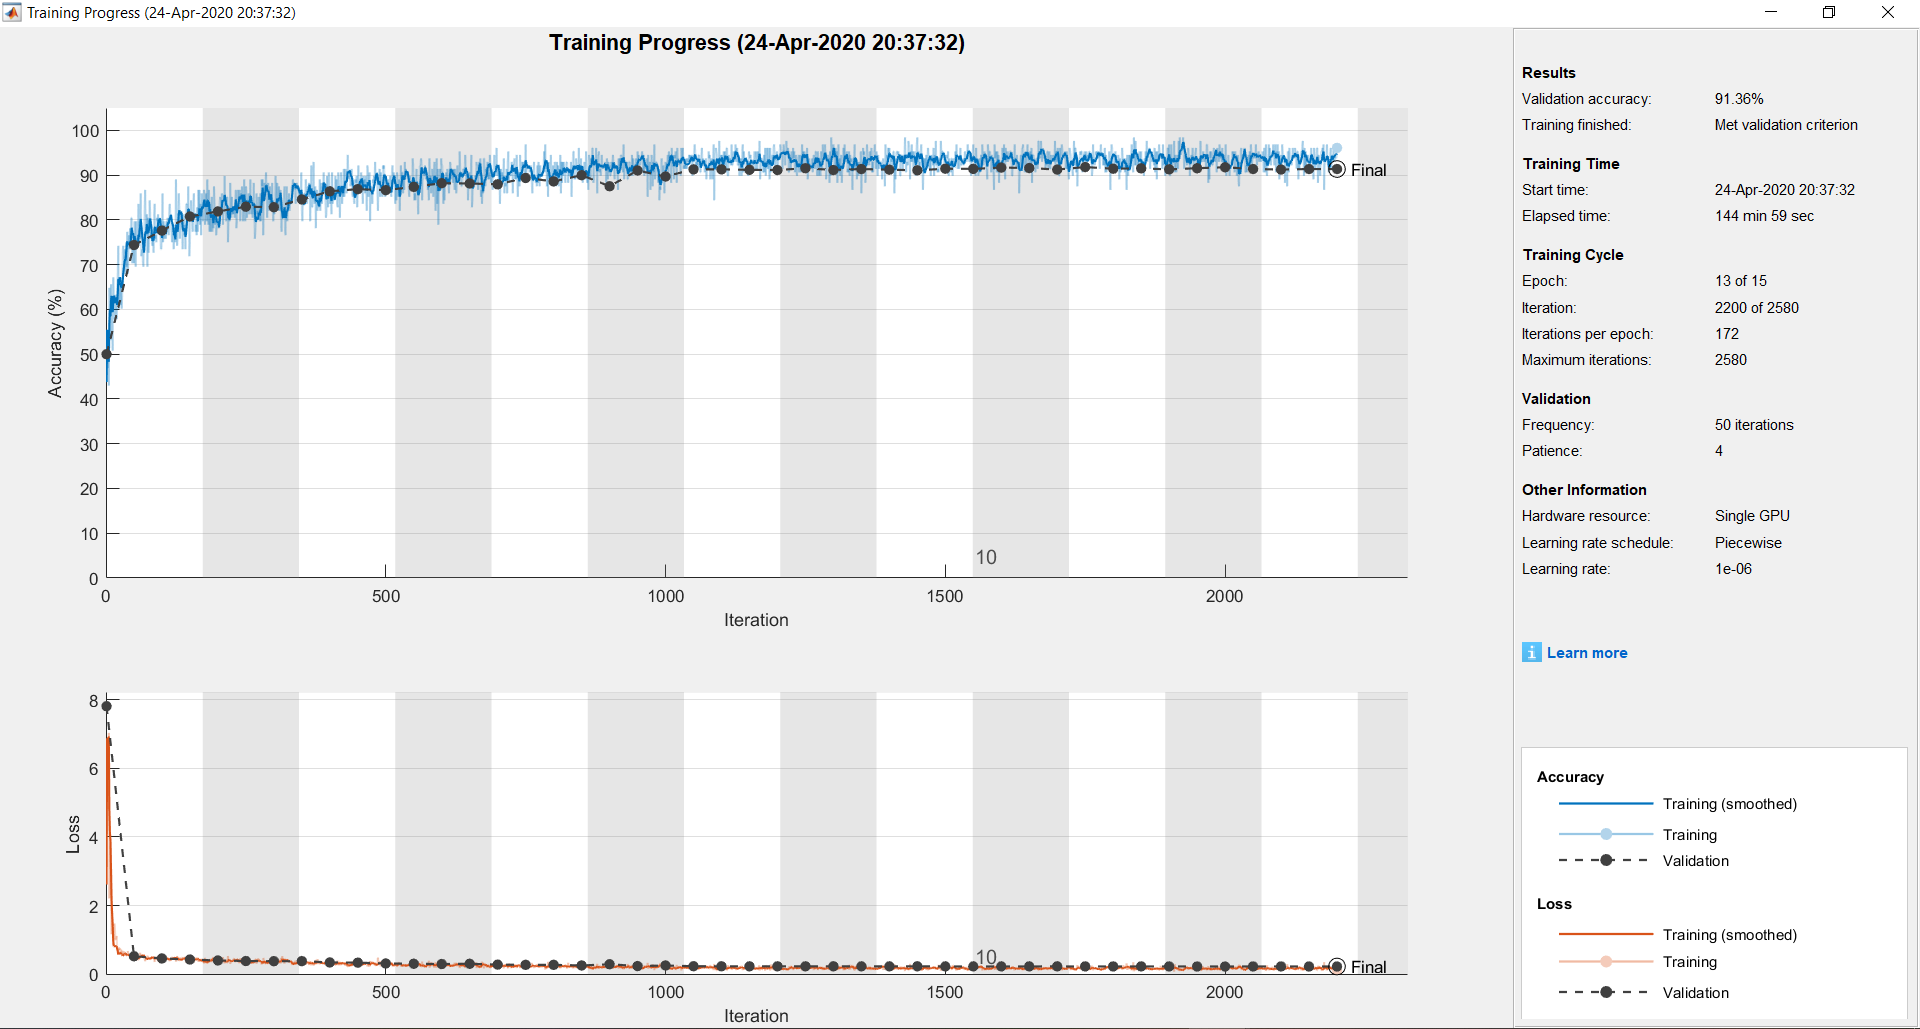 Training Progress (24-Apr-2020 20:37:32)
Training Progress (24-Apr-2020 20:37:32)
100
90
80
70
60
50
40
30
20
10
0
Accuracy (%)
Final
10
0 500 1000 1500 2000
Iteration
8
6
4
2
0
Loss
10
Final
0 500 1000 1500 2000
Iteration
Results
Validation accuracy: 91.36%
Training finished: Met validation criterion
Training Time
Start time: 24-Apr-2020 20:37:32
Elapsed time: 144 min 59 sec
Training Cycle
Epoch: 13 of 15
Iteration: 2200 of 2580
Iterations per epoch: 172
Maximum iterations: 2580
Validation
Frequency: 50 iterations
Patience: 4
Other Information
Hardware resource: Single GPU
Learning rate schedule: Piecewise
Learning rate: 1e-06
i Learn more
Accuracy
Training (smoothed)
Training
Validation
Loss
Training (smoothed)
Training
Validation